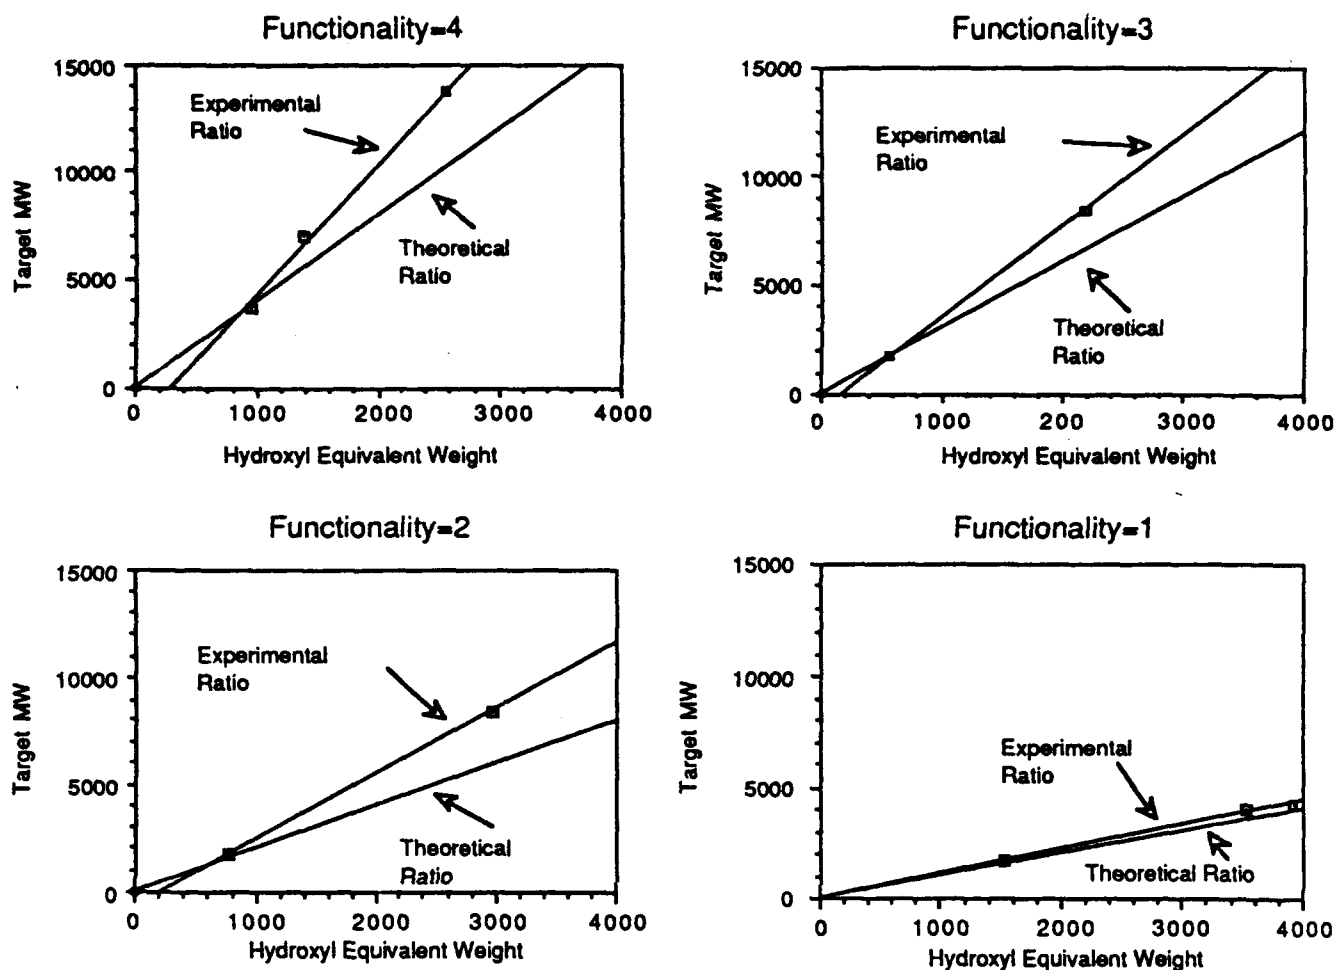 Functionality=4
15000
10000
5000
0
Target MW
Experimental
Ratio
Theoretical
Ratio
0 1000 2000 3000 4000
Hydroxyl Equivalent Weight
Functionality=3
15000
10000
5000
0
Target MW
Experimental
Ratio
Theoretical
Ratio
0 1000 200 3000 4000
Hydroxyl Equivalent Weight
Functionality=2
15000
10000
5000
0
Target MW
Experimental
Ratio
Theoretical
Ratio
0 1000 2000 3000 4000
Hydroxyl Equivalent Weight
Functionality=1
15000
10000
5000
0
Target MW
Experimental
Ratio
Theoretical Ratio
0 1000 2000 3000 4000
Hydroxyl Equivalent Weight